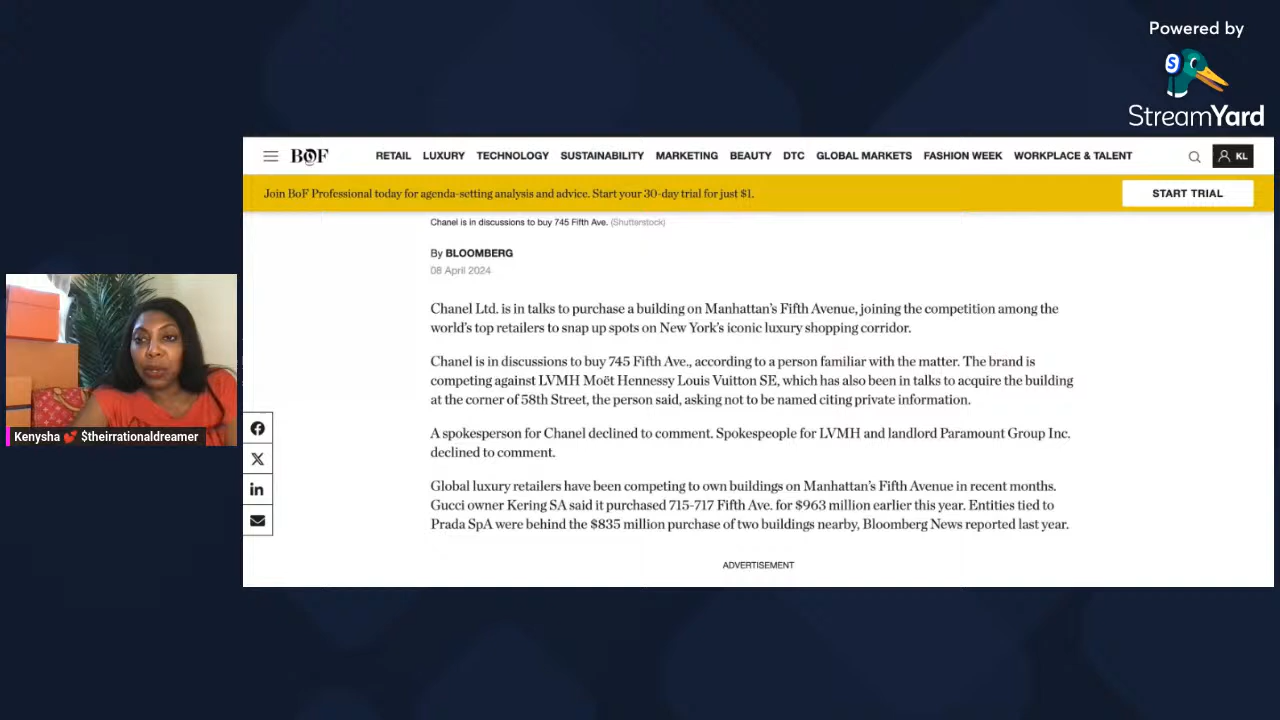 Powered by
StreamYard
BOF
RETAIL LUXURY TECHNOLOGY SUSTAINABILITY MARKETING BEAUTY DTC GLOBAL MARKETS FASHION WEEK WORKPLACE & TALENT
KL
Join BoF Professional today for agenda-setting analysis and advice. Start your 30-day trial for just $1.
START TRIAL
Chanel is in discussions to buy 745 Fifth Ave. (Shutterstock)
By BLOOMBERG
08 April 2024
Chanel Ltd. is in talks to purchase a building on Manhattan's Fifth Avenue, joining the competition among the
world's top retailers to snap up spots on New York's iconic luxury shopping corridor.
Chanel is in discussions to buy 745 Fifth Ave., according to a person familiar with the matter. The brand is
competing against LVMH Moët Hennessy Louis Vuitton SE, which has also been in talks to acquire the building
at the corner of 58th Street, the person said, asking not to be named citing private information.
A spokesperson for Chanel declined to comment. Spokespeople for LVMH and landlord Paramount Group Inc.
declined to comment.
Global luxury retailers have been competing to own buildings on Manhattan's Fifth Avenue in recent months.
Gucci owner Kering SA said it purchased 715-717 Fifth Ave. for $963 million earlier this year. Entities tied to
Prada SpA were behind the $835 million purchase of two buildings nearby, Bloomberg News reported last year.
ADVERTISEMENT
Kenysha 💕 $theirrationaldreamer